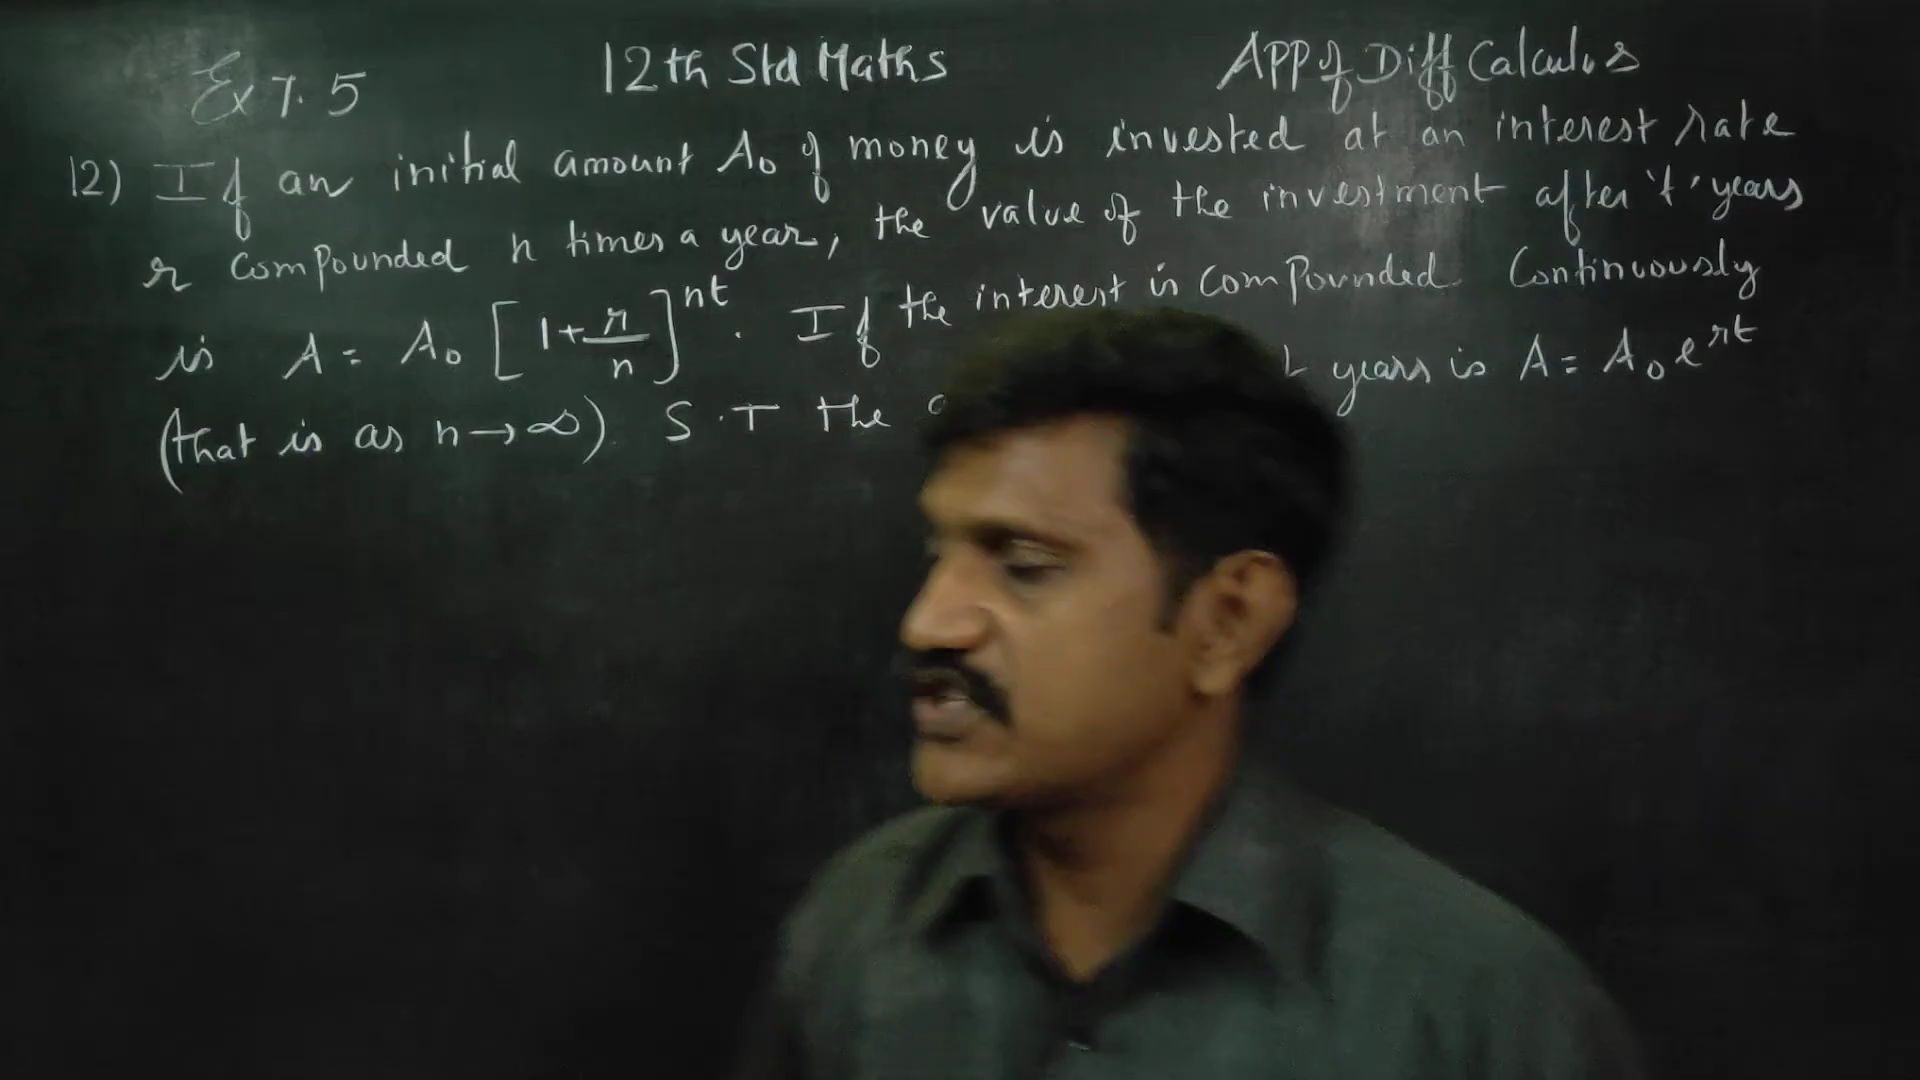 Ex 7.5 12th Std Maths App of Diff Calculus
12) If an initial amount A₀ of money is invested at an interest rate
r compounded n times a year, the value of the investment after 't' years
is A = A₀ [1 + r/n]^nt. If the interest is compounded continuously
(that is as n → ∞) S.T the years is A = A₀ e^rt